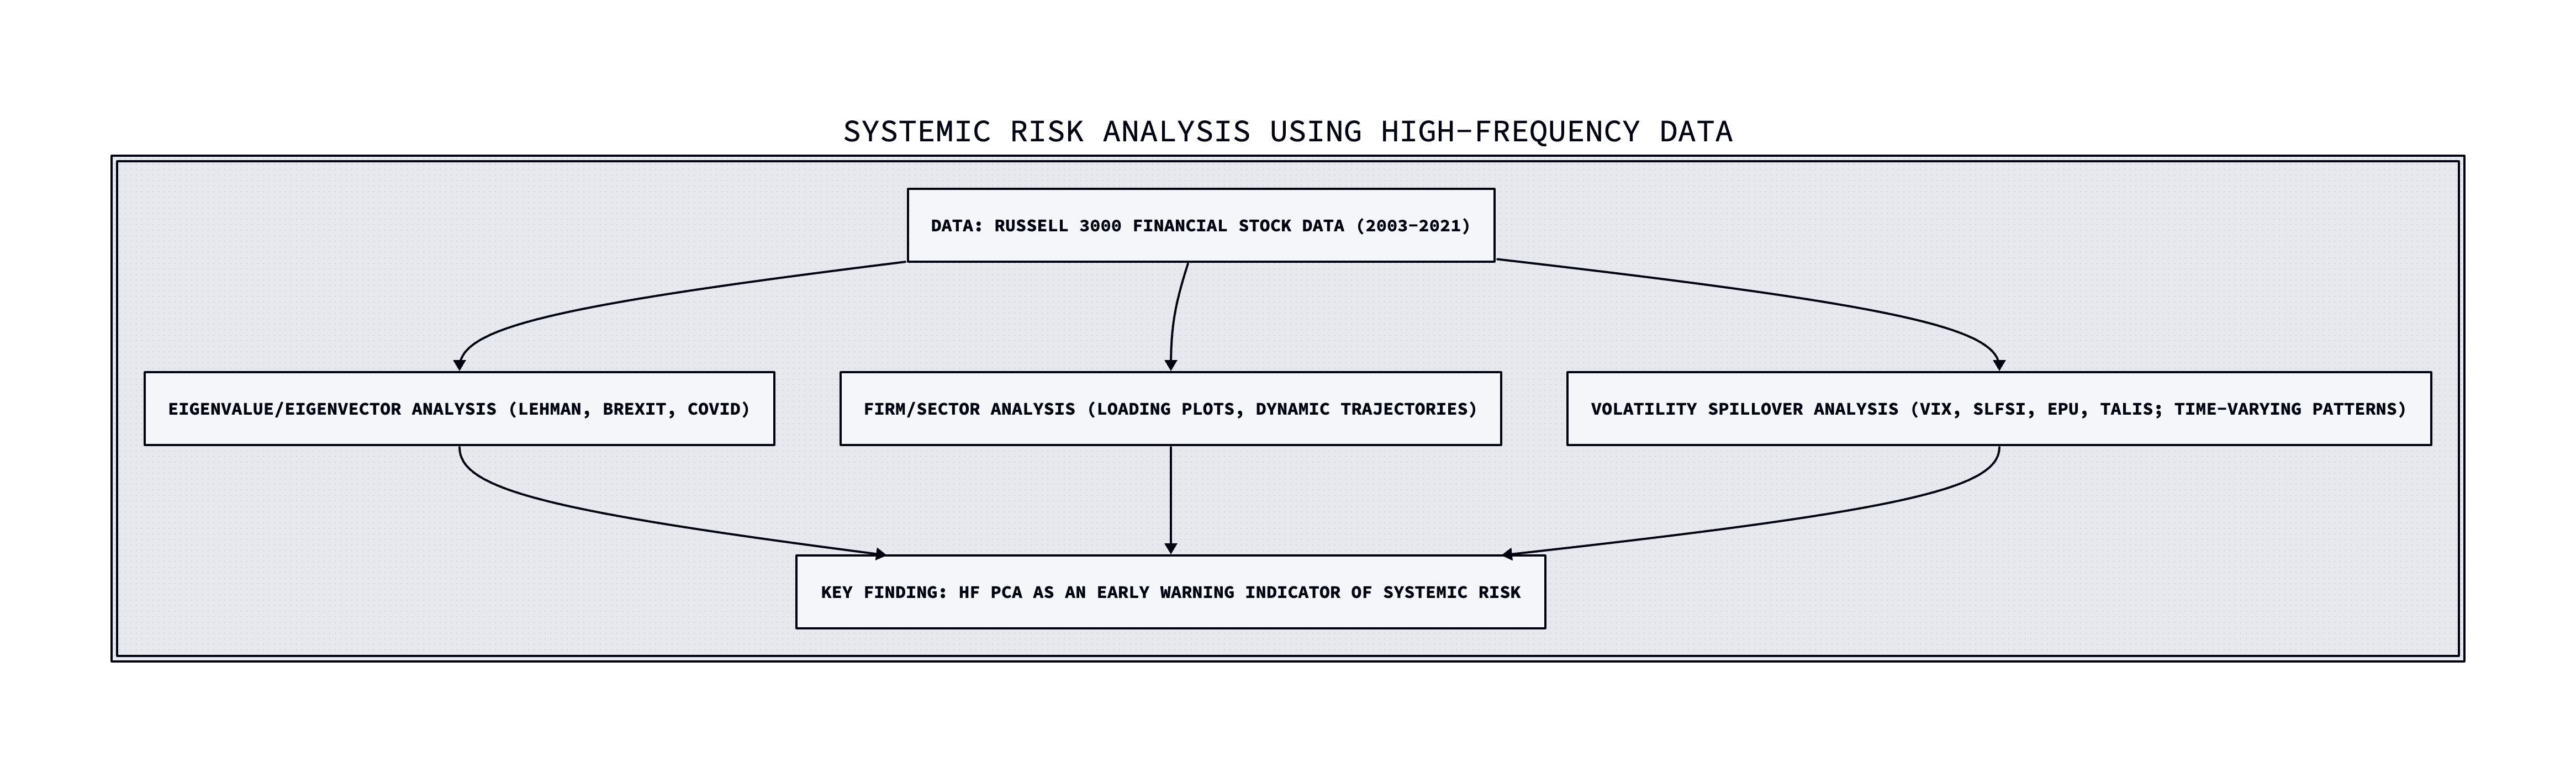 SYSTEMIC RISK ANALYSIS USING HIGH-FREQUENCY DATA
DATA: RUSSELL 3000 FINANCIAL STOCK DATA (2003-2021)
EIGENVALUE/EIGENVECTOR ANALYSIS (LEHMAN, BREXIT, COVID)
FIRM/SECTOR ANALYSIS (LOADING PLOTS, DYNAMIC TRAJECTORIES)
VOLATILITY SPILLOVER ANALYSIS (VIX, SLFSI, EPU, TALIS; TIME-VARYING PATTERNS)
KEY FINDING: HF PCA AS AN EARLY WARNING INDICATOR OF SYSTEMIC RISK